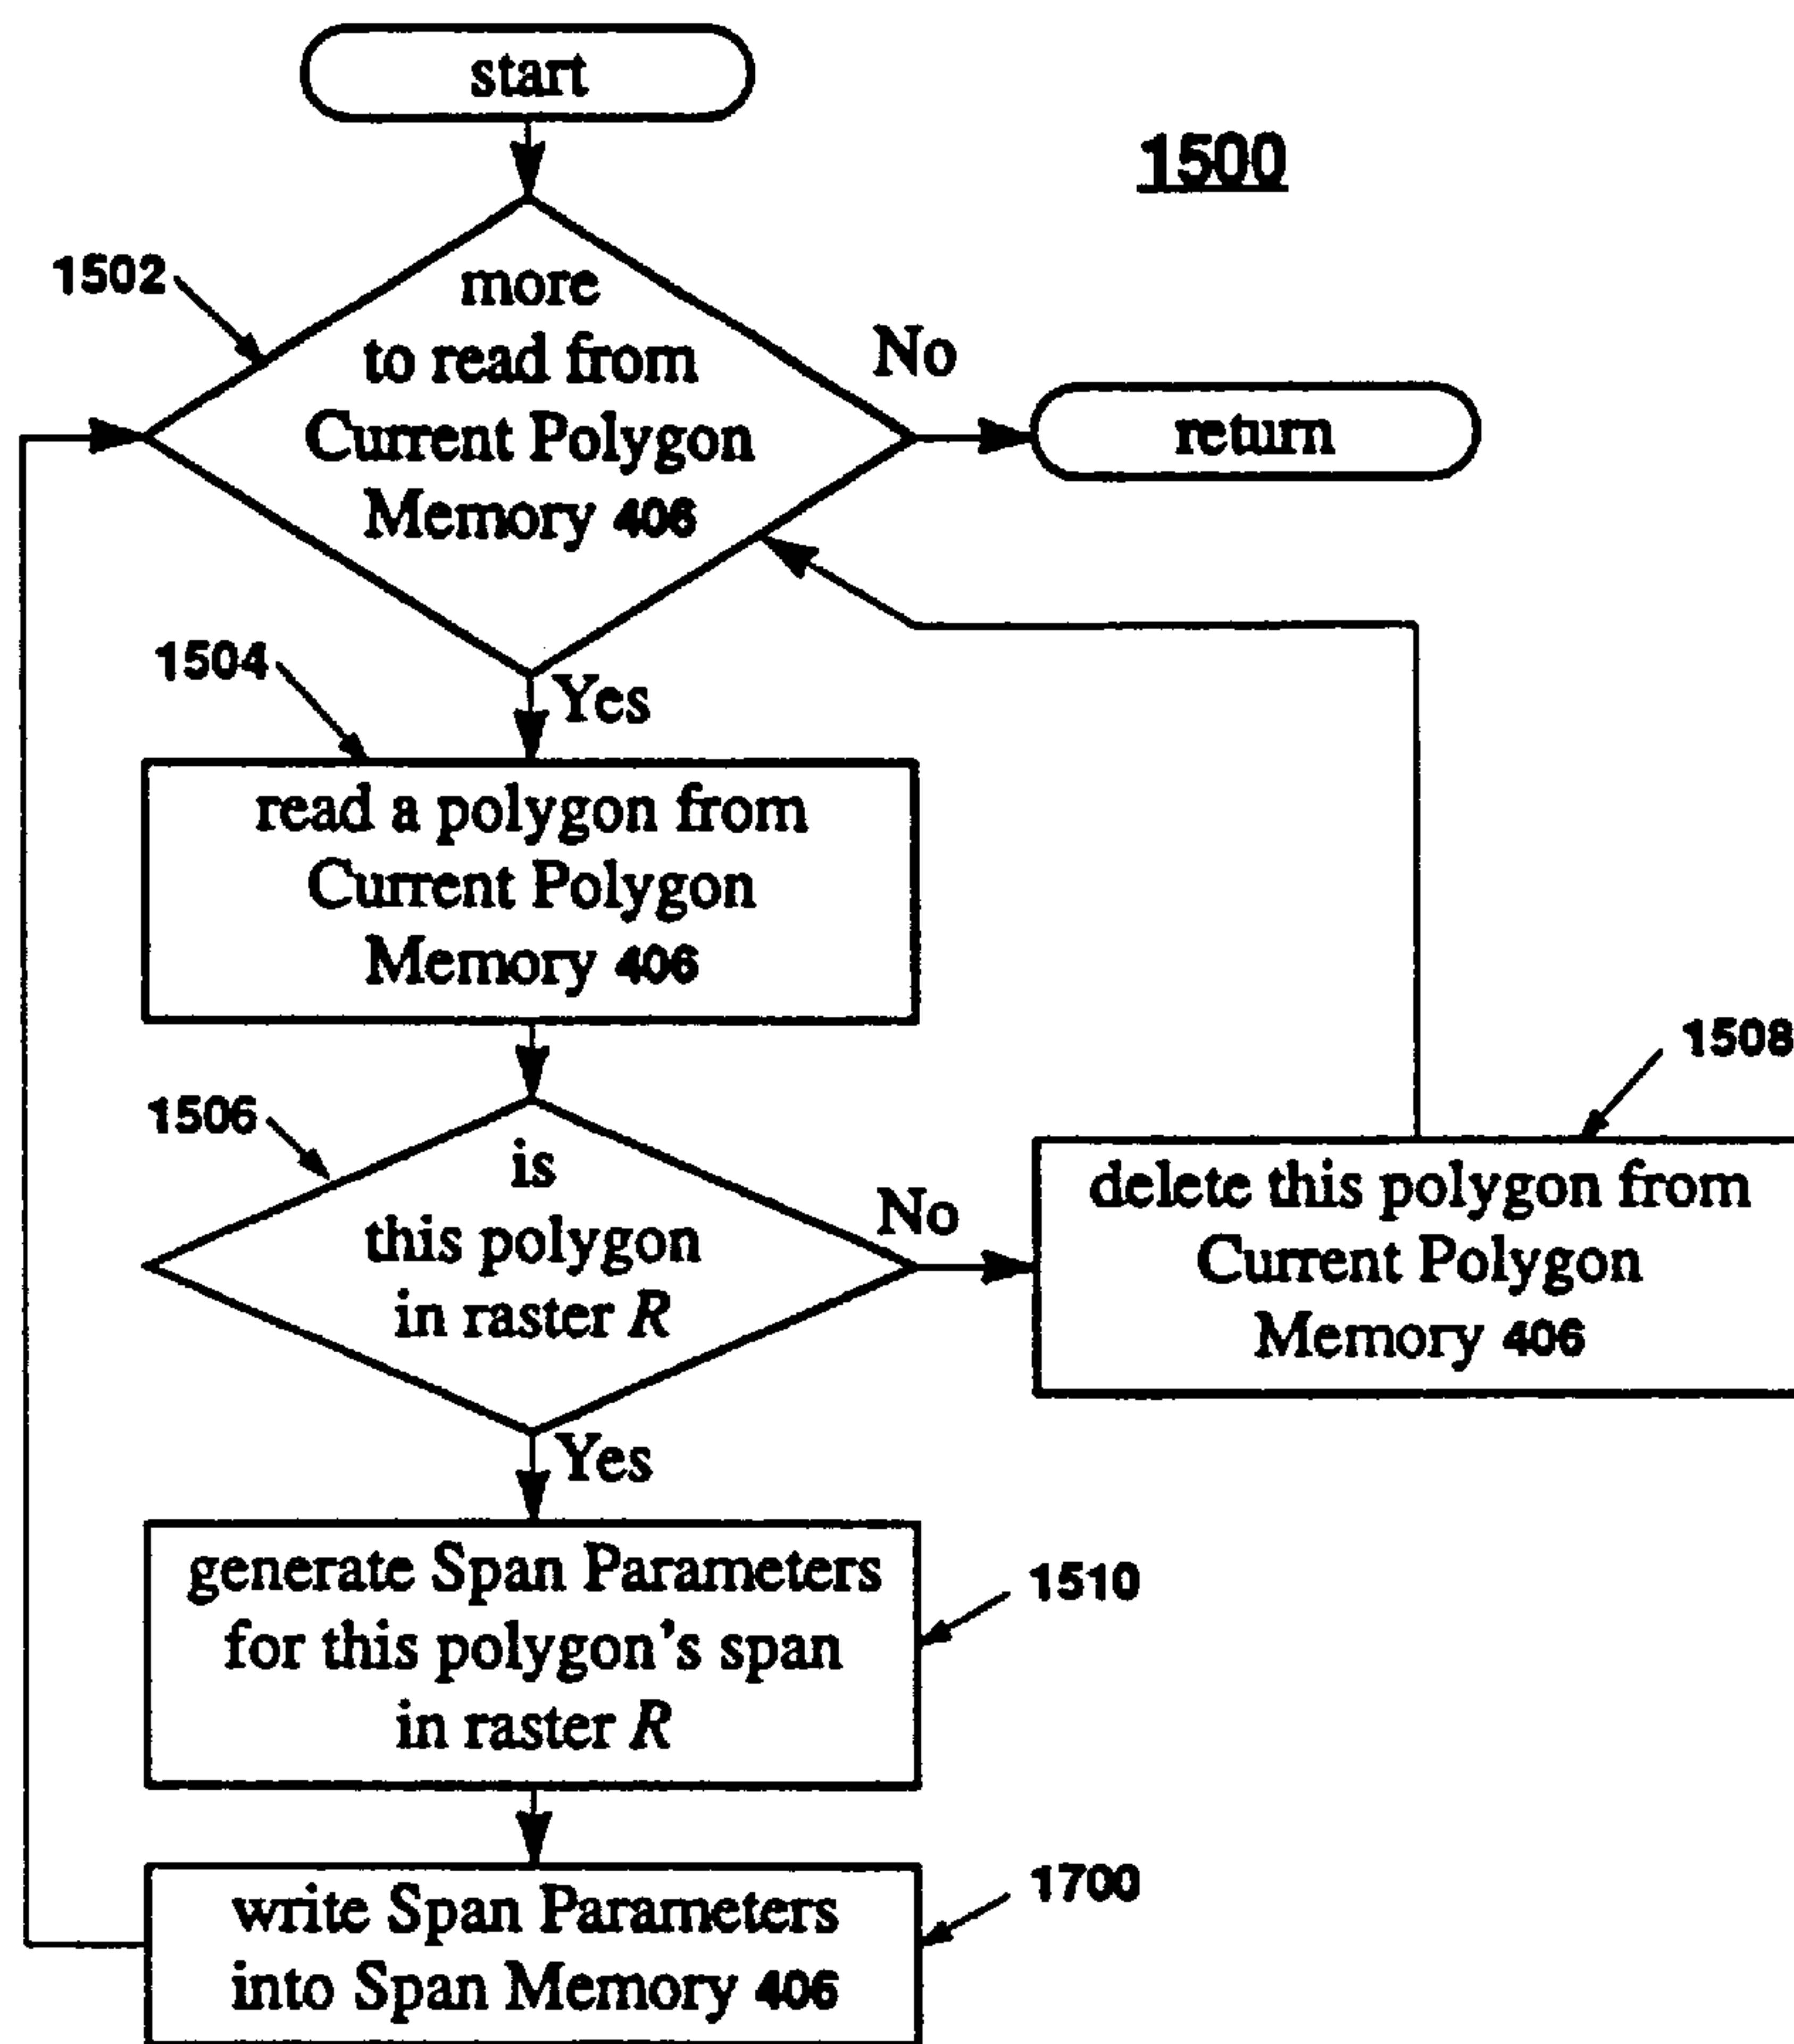 start
1500
1502
more
to read from
Current Polygon
Memory 406
No
return
1504
Yes
read a polygon from
Current Polygon
Memory 406
1506
is
this polygon
in raster R
No
1508
delete this polygon from
Current Polygon
Memory 406
Yes
generate Span Parameters
for this polygon's span
in raster R
1510
write Span Parameters
into Span Memory 406
1700